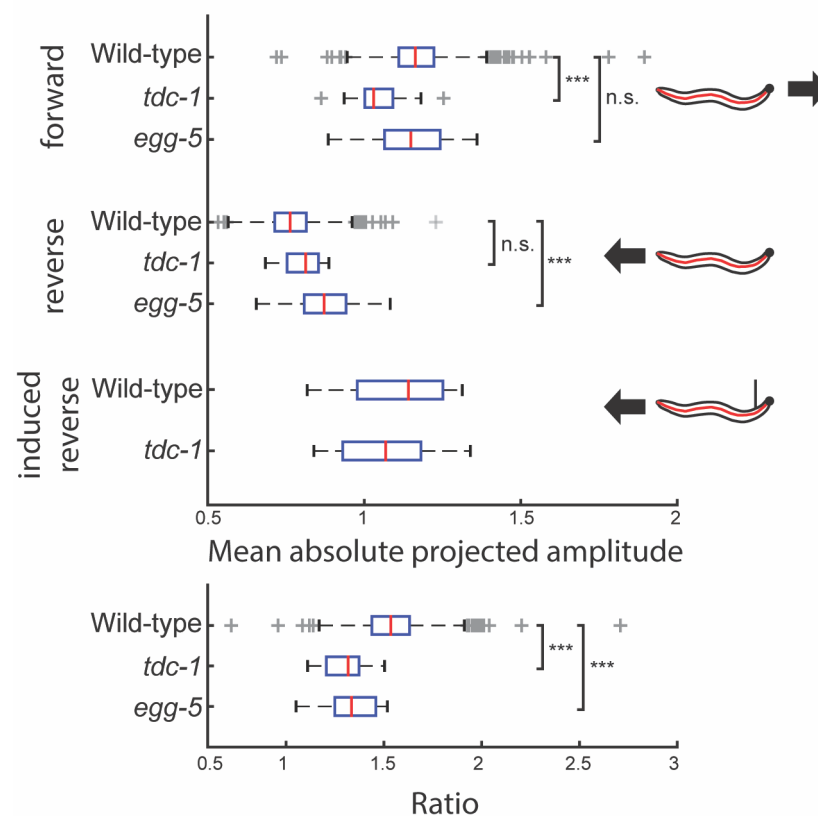 forward
Wild-type
tdc-1
egg-5
***
n.s.
reverse
Wild-type
tdc-1
egg-5
n.s.
***
induced
reverse
Wild-type
tdc-1
0.5 1 1.5 2
Mean absolute projected amplitude
Wild-type
tdc-1
egg-5
***
***
0.5 1 1.5 2 2.5 3
Ratio